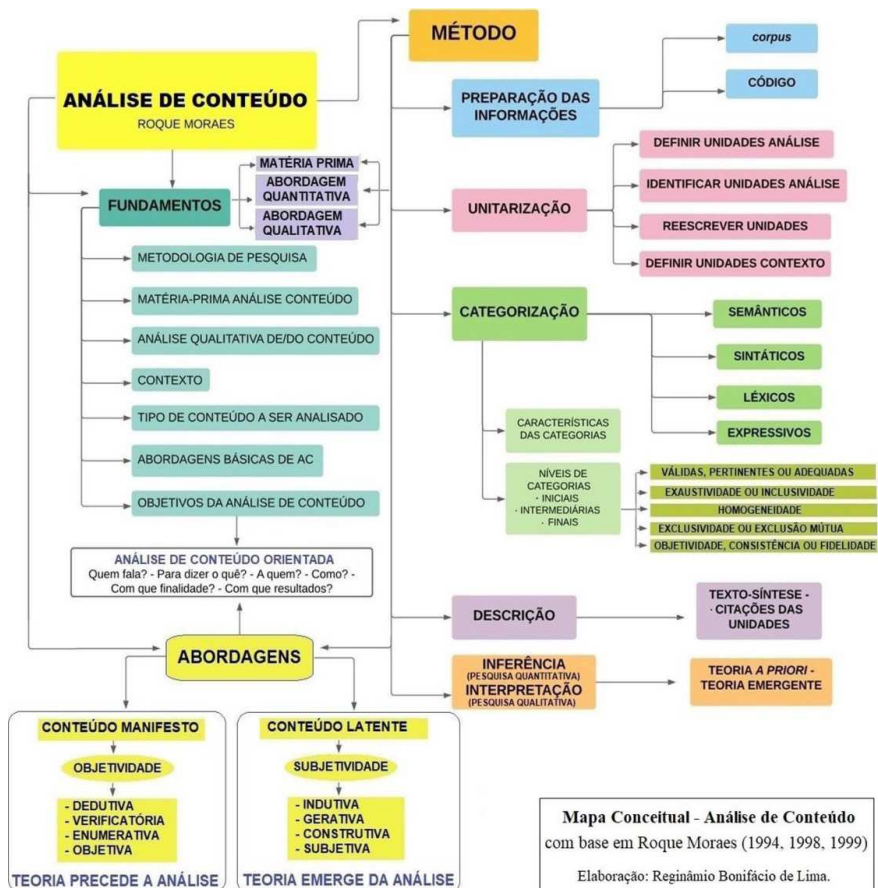 ANÁLISE DE CONTEÚDO
ROQUE MORAES
FUNDAMENTOS
MATÉRIA PRIMA
ABORDAGEM
QUANTITATIVA
ABORDAGEM
QUALITATIVA
METODOLOGIA DE PESQUISA
MATÉRIA-PRIMA ANÁLISE CONTEÚDO
ANÁLISE QUALITATIVA DE/DO CONTEÚDO
CONTEXTO
TIPO DE CONTEÚDO A SER ANALISADO
ABORDAGENS BÁSICAS DE AC
OBJETIVOS DA ANÁLISE DE CONTEÚDO
ANÁLISE DE CONTEÚDO ORIENTADA
Quem fala? - Para dizer o quê? - A quem? - Como? -
Com que finalidade? - Com que resultados?
ABORDAGENS
CONTEÚDO MANIFESTO
OBJETIVIDADE
- DEDUTIVA
- VERIFICATÓRIA
- ENUMERATIVA
- OBJETIVA
TEORIA PRECEDE A ANÁLISE
CONTEÚDO LATENTE
SUBJETIVIDADE
- INDUTIVA
- GERATIVA
- CONSTRUTIVA
- SUBJETIVA
TEORIA EMERGE DA ANÁLISE
MÉTODO
PREPARAÇÃO DAS
INFORMAÇÕES
corpus
CÓDIGO
UNITARIZAÇÃO
DEFINIR UNIDADES ANÁLISE
IDENTIFICAR UNIDADES ANÁLISE
REESCREVER UNIDADES
DEFINIR UNIDADES CONTEXTO
CATEGORIZAÇÃO
SEMÂNTICOS
SINTÁTICOS
LÉXICOS
EXPRESSIVOS
CARACTERÍSTICAS
DAS CATEGORIAS
NÍVEIS DE
CATEGORIAS
· INICIAIS
· INTERMEDIÁRIAS
· FINAIS
VÁLIDAS, PERTINENTES OU ADEQUADAS
EXAUSTIVIDADE OU INCLUSIVIDADE
HOMOGENEIDADE
EXCLUSIVIDADE OU EXCLUSÃO MÚTUA
OBJETIVIDADE, CONSISTÊNCIA OU FIDELIDADE
DESCRIÇÃO
TEXTO-SÍNTESE -
· CITAÇÕES DAS
UNIDADES
INFERÊNCIA
(PESQUISA QUANTITATIVA)
INTERPRETAÇÃO
(PESQUISA QUALITATIVA)
TEORIA A PRIORI -
TEORIA EMERGENTE
Mapa Conceitual - Análise de Conteúdo
com base em Roque Moraes (1994, 1998, 1999)
Elaboração: Reginâmio Bonifácio de Lima.